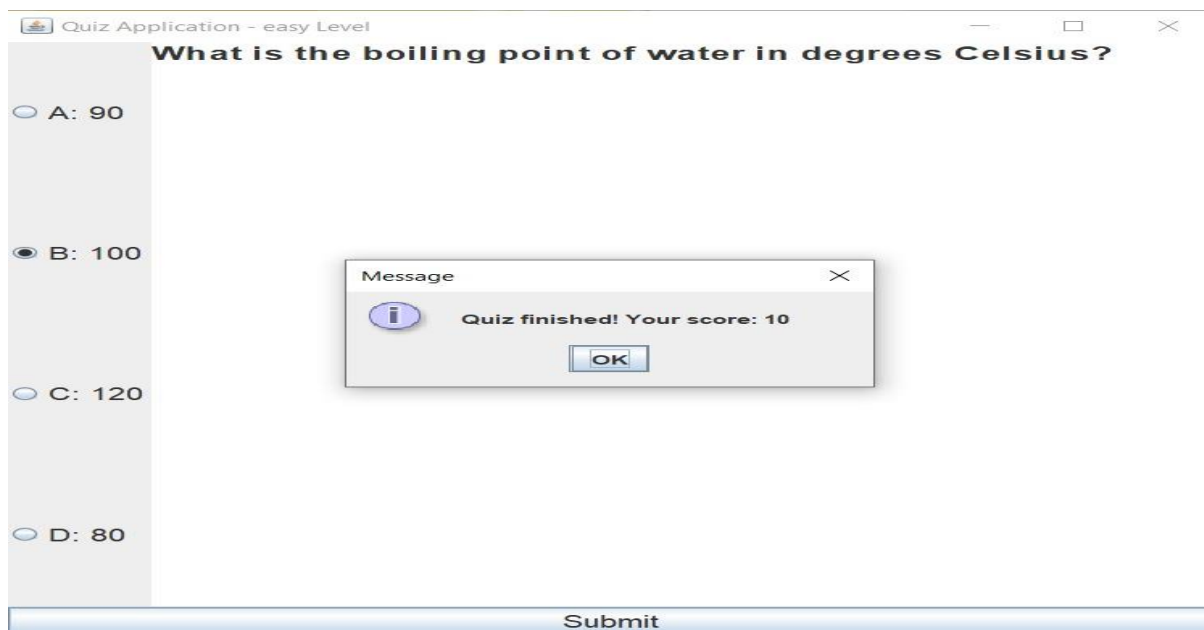 Quiz Application - easy Level
What is the boiling point of water in degrees Celsius?
A: 90
B: 100
Message
Quiz finished! Your score: 10
OK
C: 120
D: 80
Submit